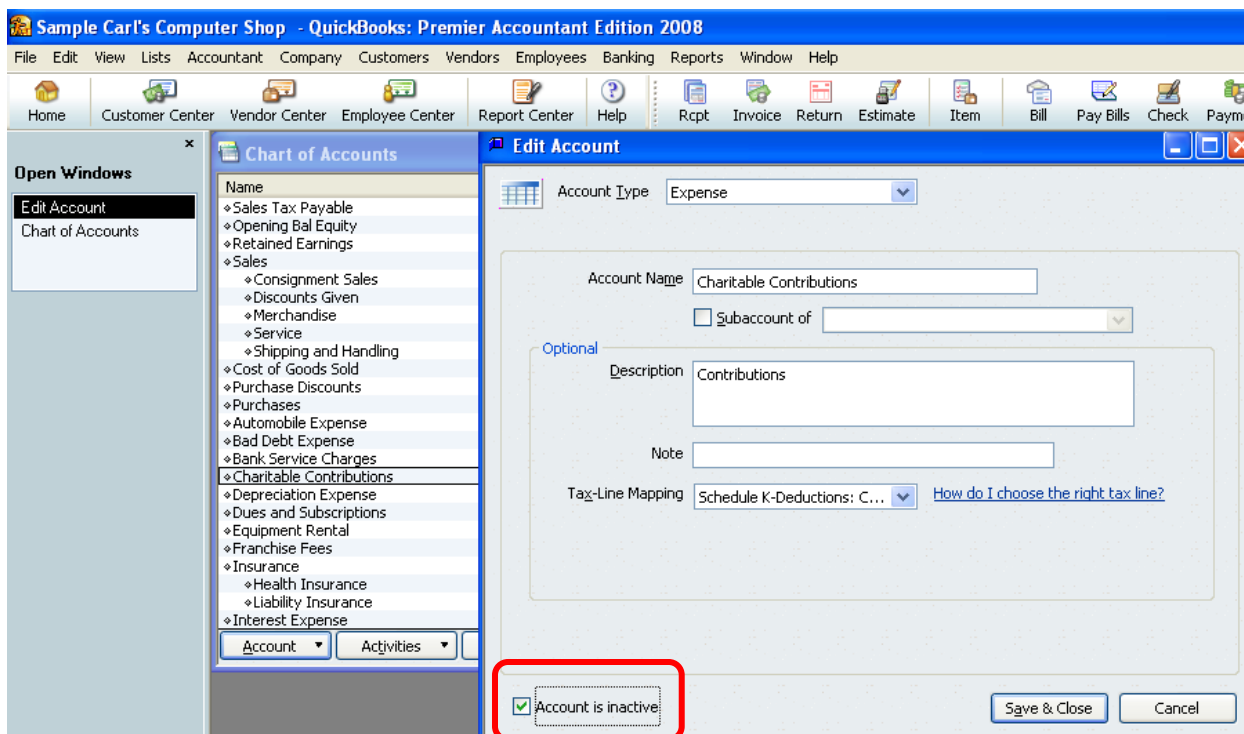 Sample Carl's Computer Shop - QuickBooks: Premier Accountant Edition 2008
File Edit View Lists Accountant Company Customers Vendors Employees Banking Reports Window Help
Home Customer Center Vendor Center Employee Center Report Center Help Rcpt Invoice Return Estimate Item Bill Pay Bills Check Paym
Open Windows
Edit Account
Chart of Accounts
Chart of Accounts
Name
Sales Tax Payable
Opening Bal Equity
Retained Earnings
Sales
Consignment Sales
Discounts Given
Merchandise
Service
Shipping and Handling
Cost of Goods Sold
Purchase Discounts
Purchases
Automobile Expense
Bad Debt Expense
Bank Service Charges
Charitable Contributions
Depreciation Expense
Dues and Subscriptions
Equipment Rental
Franchise Fees
Insurance
Health Insurance
Liability Insurance
Interest Expense
Account Activities
Edit Account
Account Type Expense
Account Name Charitable Contributions
Subaccount of
Optional
Description Contributions
Note
Tax-Line Mapping Schedule K-Deductions: C... How do I choose the right tax line?
Account is inactive
Save & Close Cancel